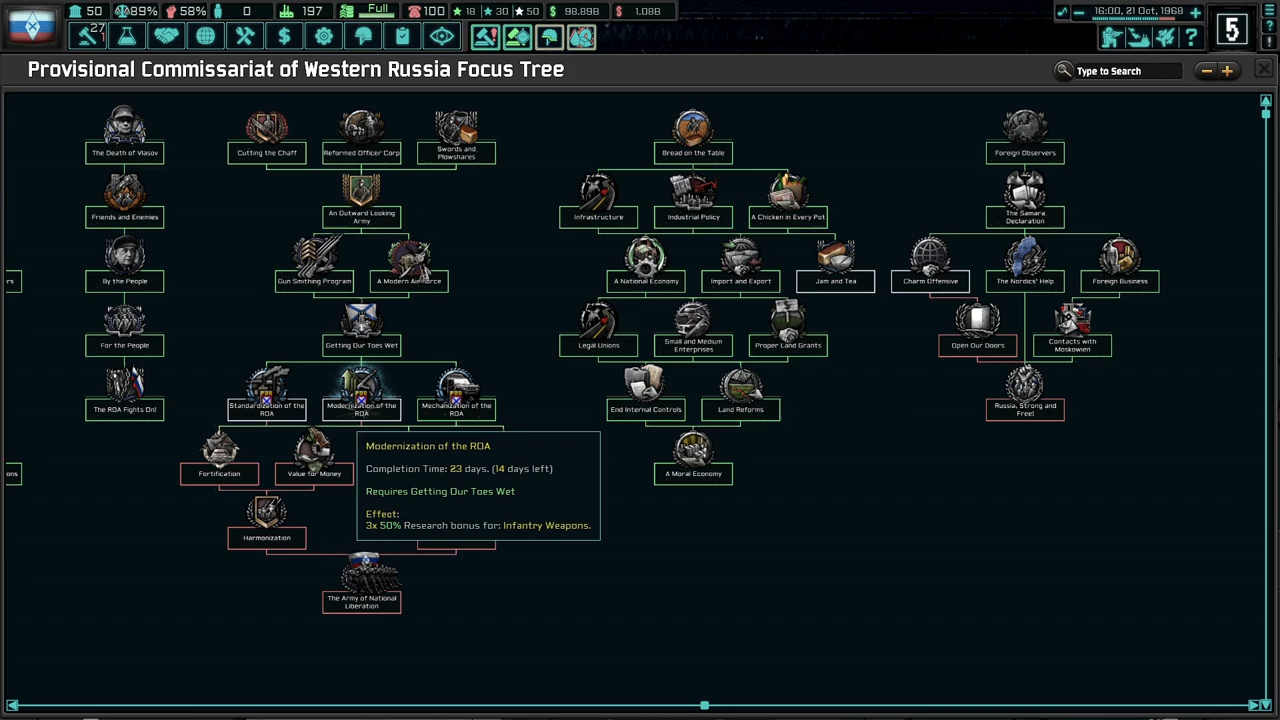 50 89% 58% 0 197 Full 100 18 30 50 $ 98.89B $ 1.08B 16:00, 21 Oct, 1968
27 5
Provisional Commissariat of Western Russia Focus Tree
Type to Search
The Death of Vlasov
Cutting the Chaff
Reformed Officer Corp
Swords and
Plowshares
Bread on the Table
Foreign Observers
Friends and Enemies
An Outward Looking
Army
Infrastructure
Industrial Policy
A Chicken in Every Pot
The Samara
Declaration
rs
By the People
Gun Smithing Program
A Modern Airforce
A National Economy
Import and Export
Jam and Tea
Charm Offensive
The Nordics' Help
Foreign Business
For the People
Getting Our Toes Wet
Legal Unions
Small and Medium
Enterprises
Proper Land Grants
Open Our Doors
Contacts with
Moskowien
The ROA Fights On!
Standardization of the
ROA
Modernization of the
ROA
Mechanization of the
ROA
End Internal Controls
Land Reforms
Russia, Strong and
Free!
ons
Fortification
Value for Money
A Moral Economy
Modernization of the ROA
Completion Time: 23 days. (14 days left)
Requires Getting Our Toes Wet
Effect:
3x 50% Research bonus for: Infantry Weapons.
Harmonization
The Army of National
Liberation